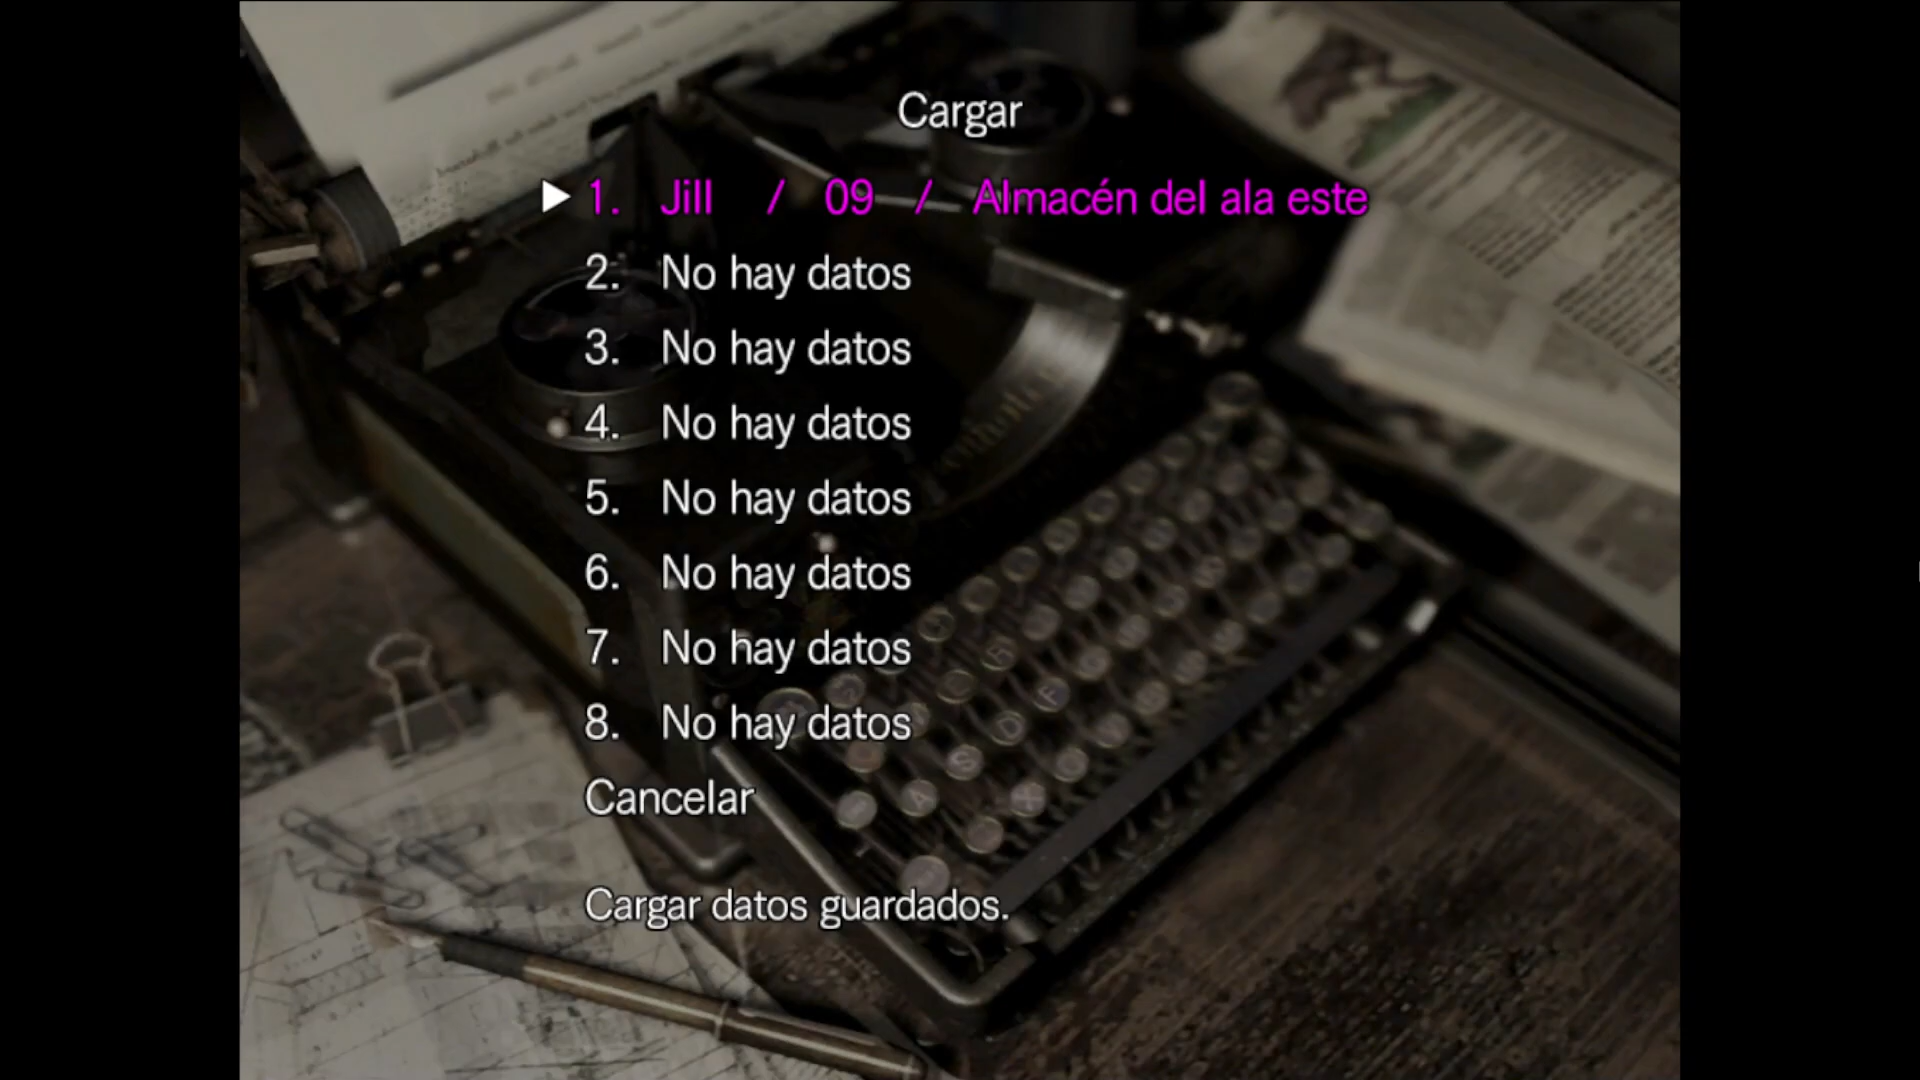 Cargar
1. Jill / 09 / Almacén del ala este
2. No hay datos
3. No hay datos
4. No hay datos
5. No hay datos
6. No hay datos
7. No hay datos
8. No hay datos
Cancelar
Cargar datos guardados.